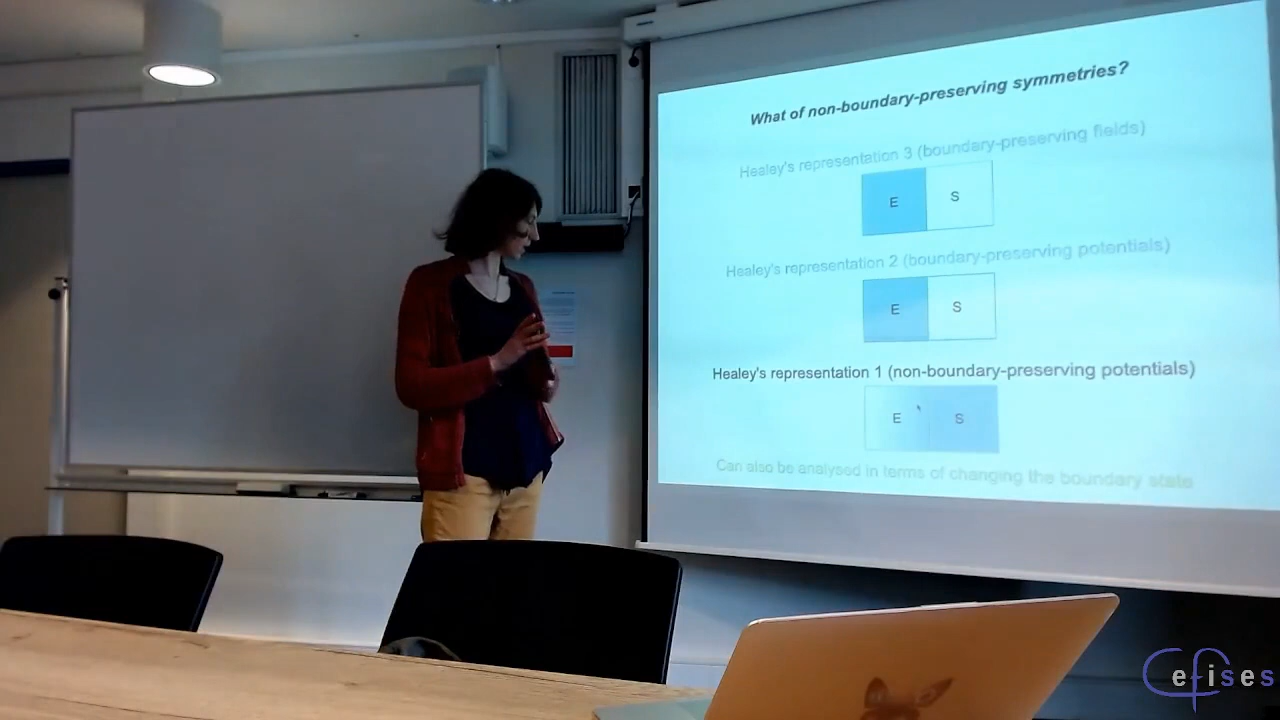 What of non-boundary-preserving symmetries?
Healey's representation 3 (boundary-preserving fields)
E S
Healey's representation 2 (boundary-preserving potentials)
E S
Healey's representation 1 (non-boundary-preserving potentials)
E S
Can also be analysed in terms of changing the boundary state
Cefises